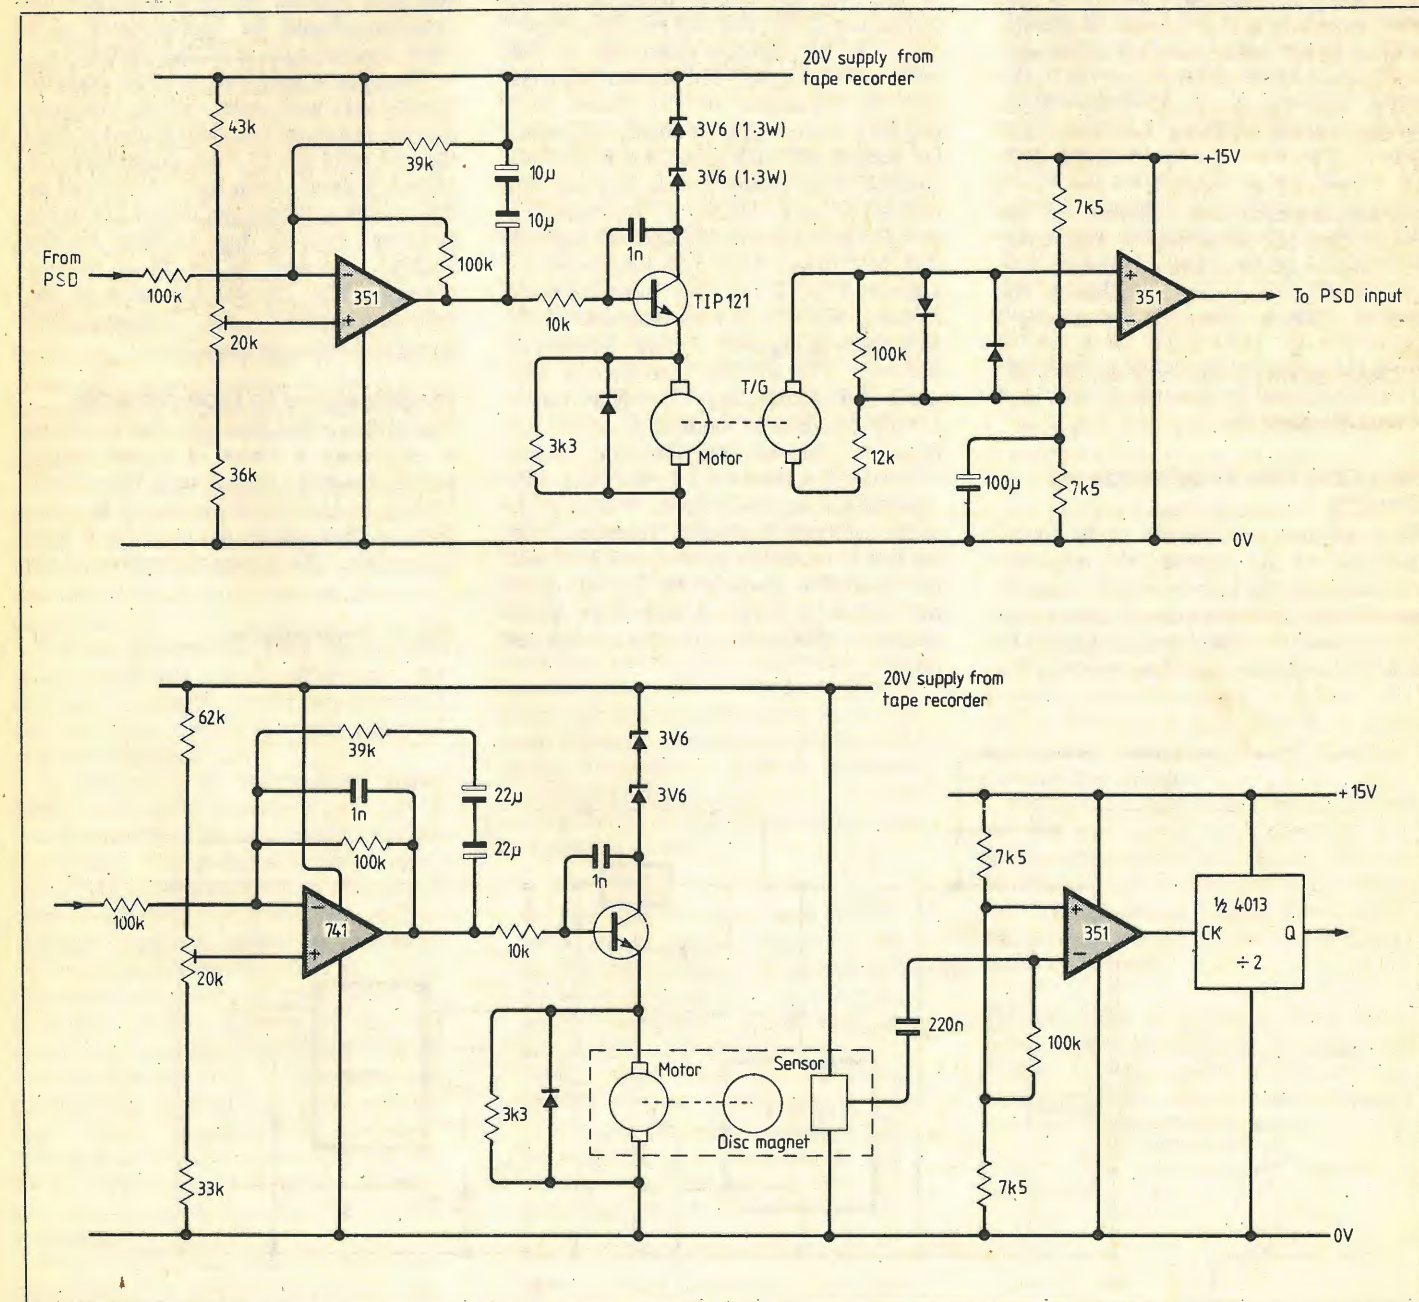 20V supply from
tape recorder
43k
39k
10µ
10µ
3V6 (1·3W)
3V6 (1·3W)
+15V
7k5
From
PSD
100k
−
351
+
20k
100k
10k
1n
TIP121
+
351
−
To PSD input
100k
T/G
3k3
Motor
12k
36k
100µ
7k5
0V
20V supply from
tape recorder
62k
39k
1n
100k
22µ
22µ
3V6
3V6
+15V
7k5
100k
−
741
+
20k
10k
1n
+
351
−
½ 4013
CK
Q
÷2
220n
100k
Motor
Sensor
Disc magnet
3k3
33k
7k5
0V